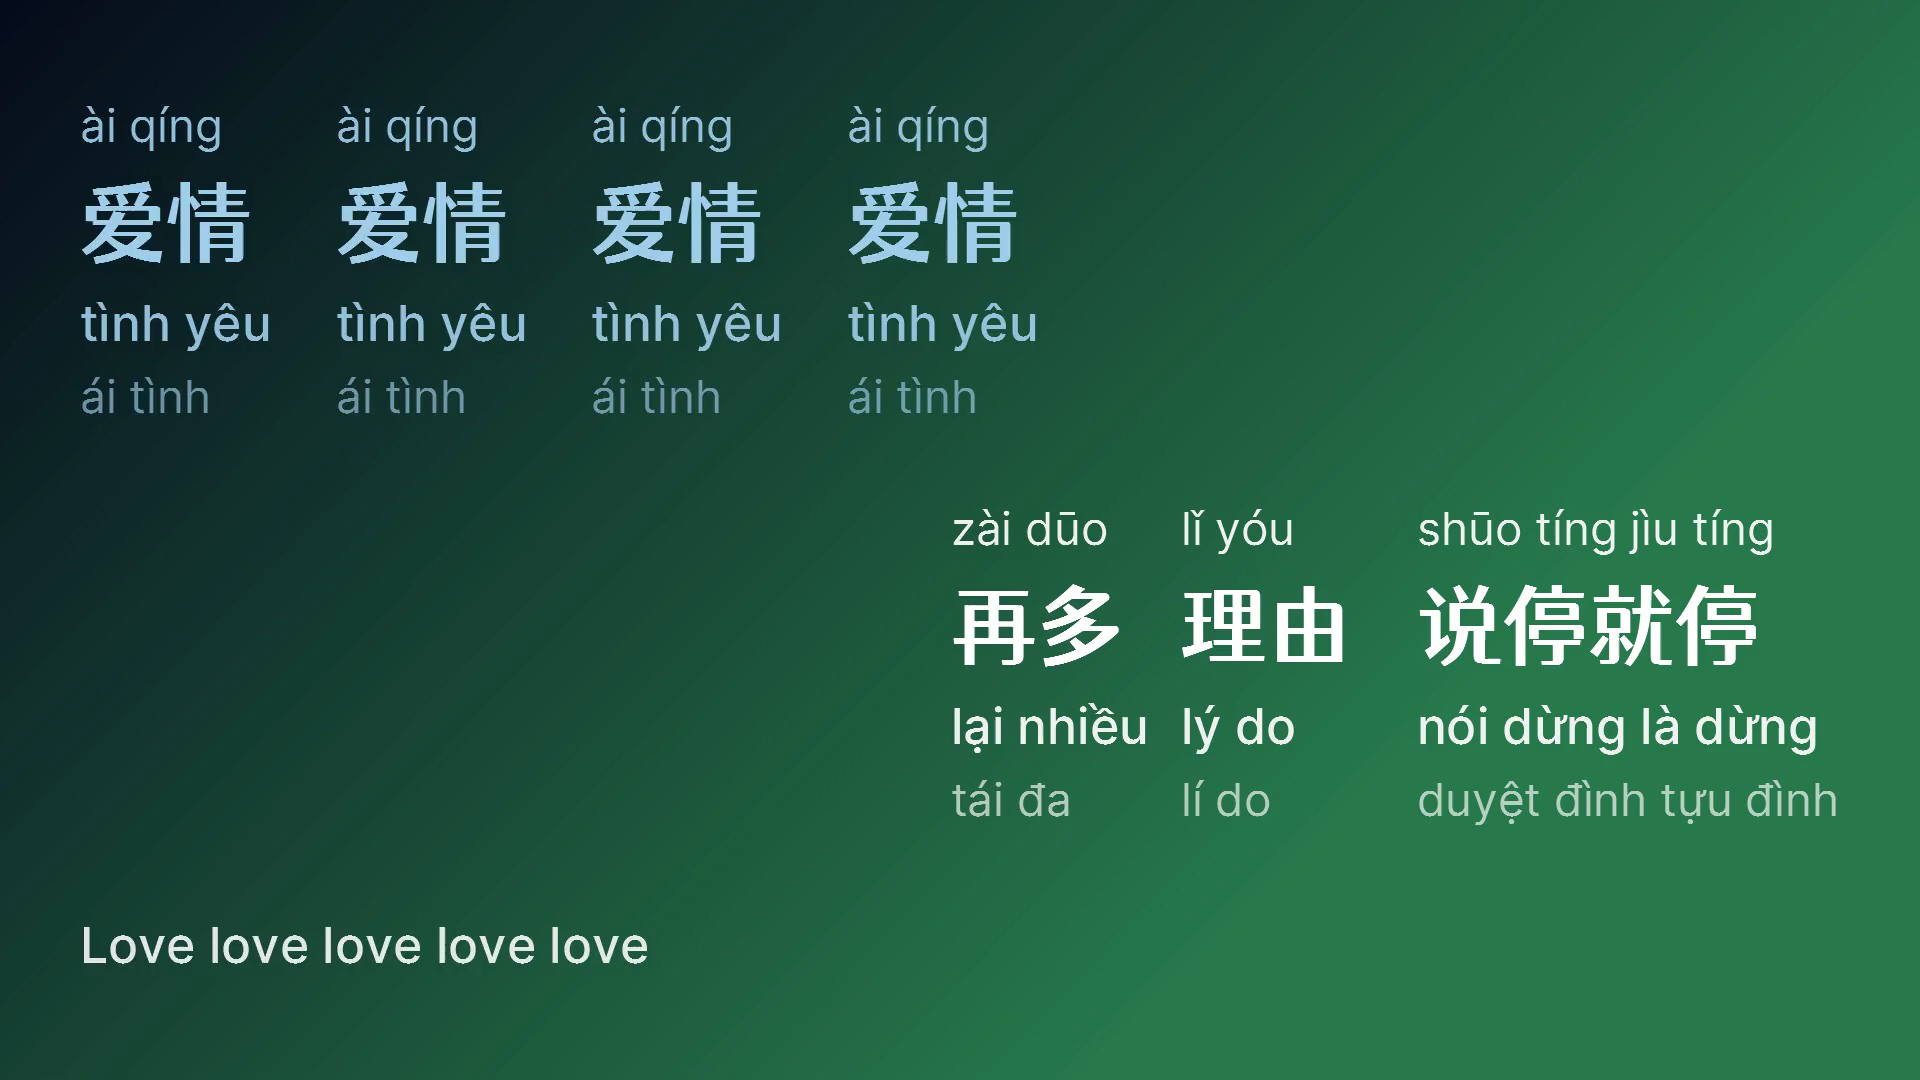 ài qíng ài qíng ài qíng ài qíng
爱情 爱情 爱情 爱情
tình yêu tình yêu tình yêu tình yêu
ái tình ái tình ái tình ái tình
zài dūo lǐ yóu shūo tíng jìu tíng
再多 理由 说停就停
lại nhiều lý do nói dừng là dừng
tái đa lí do duyệt đình tựu đình
Love love love love love